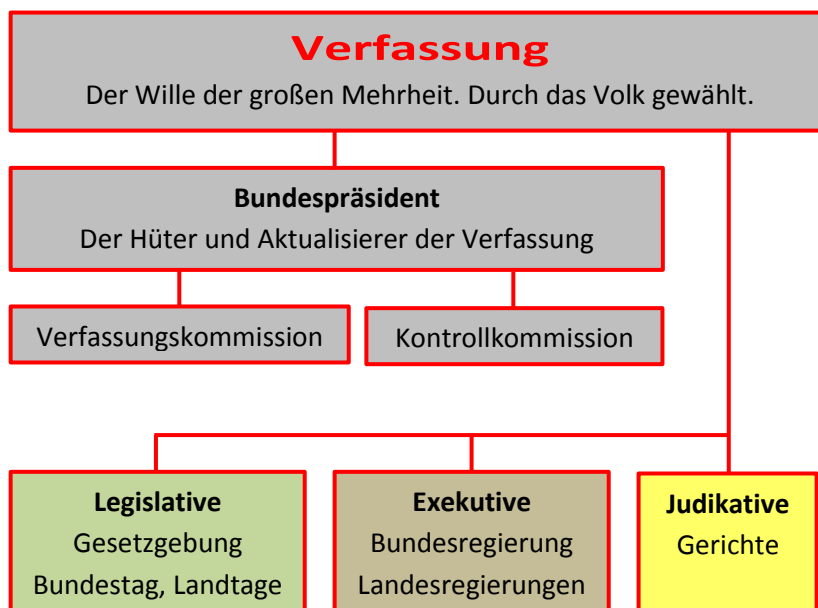 Verfassung
Der Wille der großen Mehrheit. Durch das Volk gewählt.
Bundespräsident
Der Hüter und Aktualisierer der Verfassung
Verfassungskommission
Kontrollkommission
Legislative
Gesetzgebung
Bundestag, Landtage
Exekutive
Bundesregierung
Landesregierungen
Judikative
Gerichte